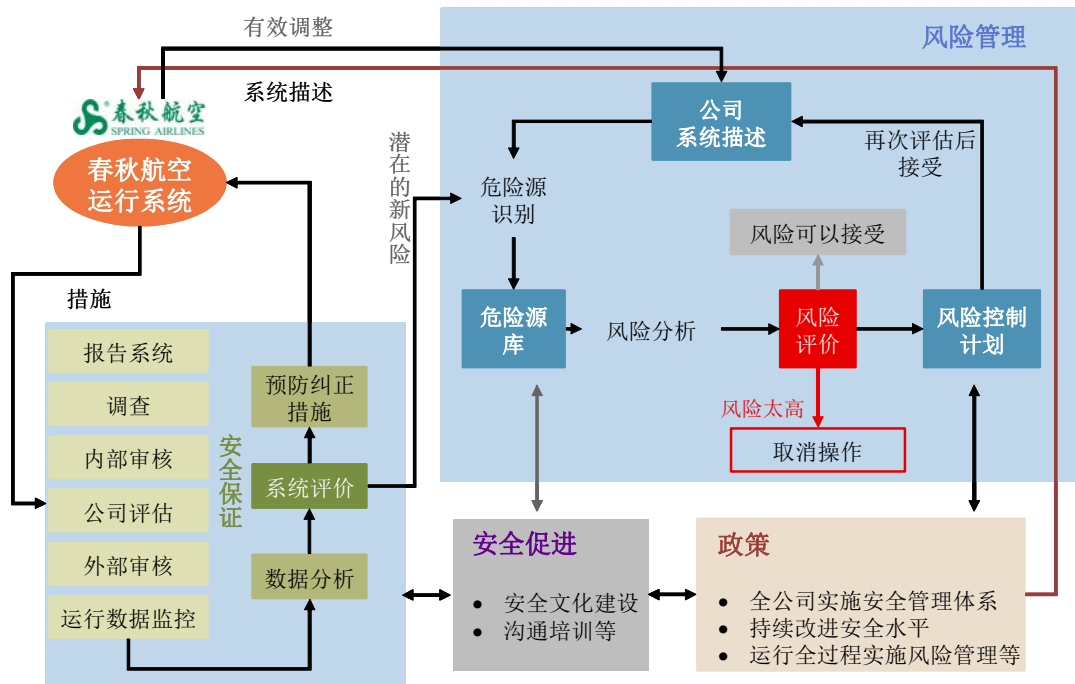 有效调整
风险管理
系统描述
春秋航空
SPRING AIRLINES
春秋航空
运行系统
公司
系统描述
潜在的新风险
危险源
识别
再次评估后
接受
风险可以接受
措施
危险源
库
风险分析
风险
评价
风险控制
计划
风险太高
取消操作
报告系统
调查
内部审核
公司评估
外部审核
运行数据监控
安全保证
预防纠正
措施
系统评价
数据分析
安全促进
• 安全文化建设
• 沟通培训等
政策
• 全公司实施安全管理体系
• 持续改进安全水平
• 运行全过程实施风险管理等